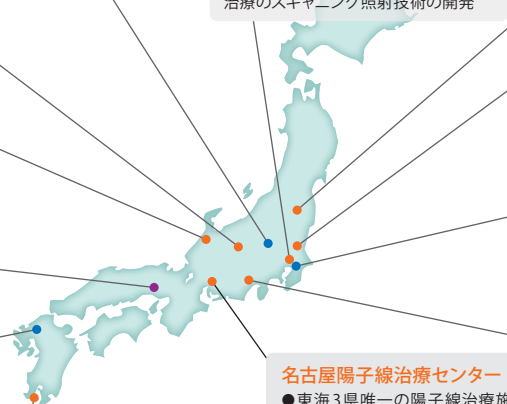 治療のスキャニング照射技術の開発
名古屋陽子線治療センター
●東海3県唯一の陽子線治療施